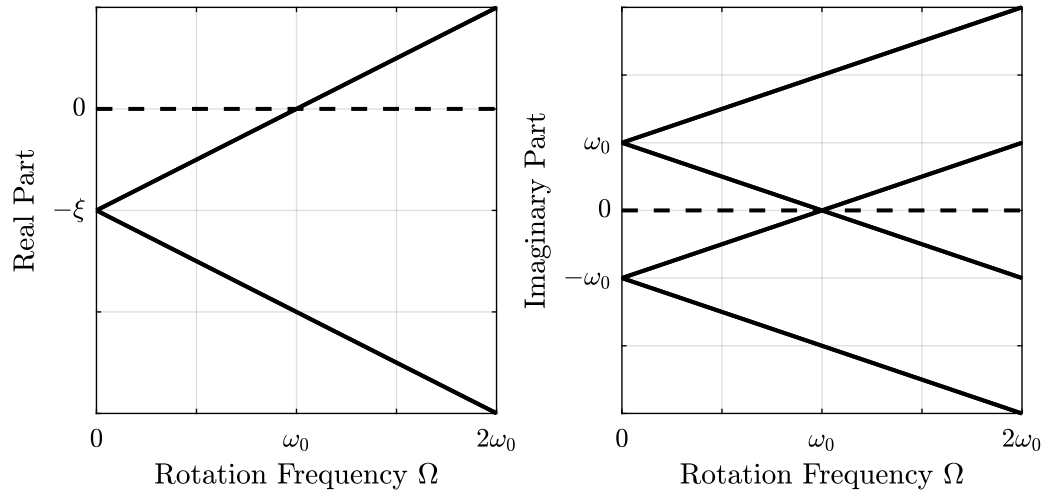 Real Part
0
−ξ
0
ω₀
2ω₀
Rotation Frequency Ω
Imaginary Part
ω₀
0
−ω₀
0
ω₀
2ω₀
Rotation Frequency Ω